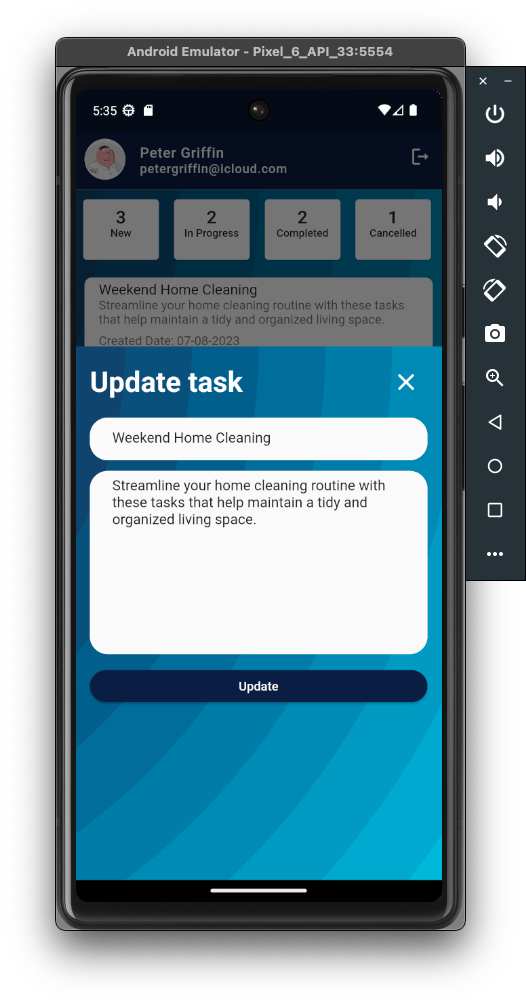 Android Emulator - Pixel_6_API_33:5554
5:35
Peter Griffin
petergriffin@icloud.com
3
New
2
In Progress
2
Completed
1
Cancelled
Weekend Home Cleaning
Streamline your home cleaning routine with these tasks
that help maintain a tidy and organized living space.
Created Date: 07-08-2023
Update task
Weekend Home Cleaning
Streamline your home cleaning routine with
these tasks that help maintain a tidy and
organized living space.
Update